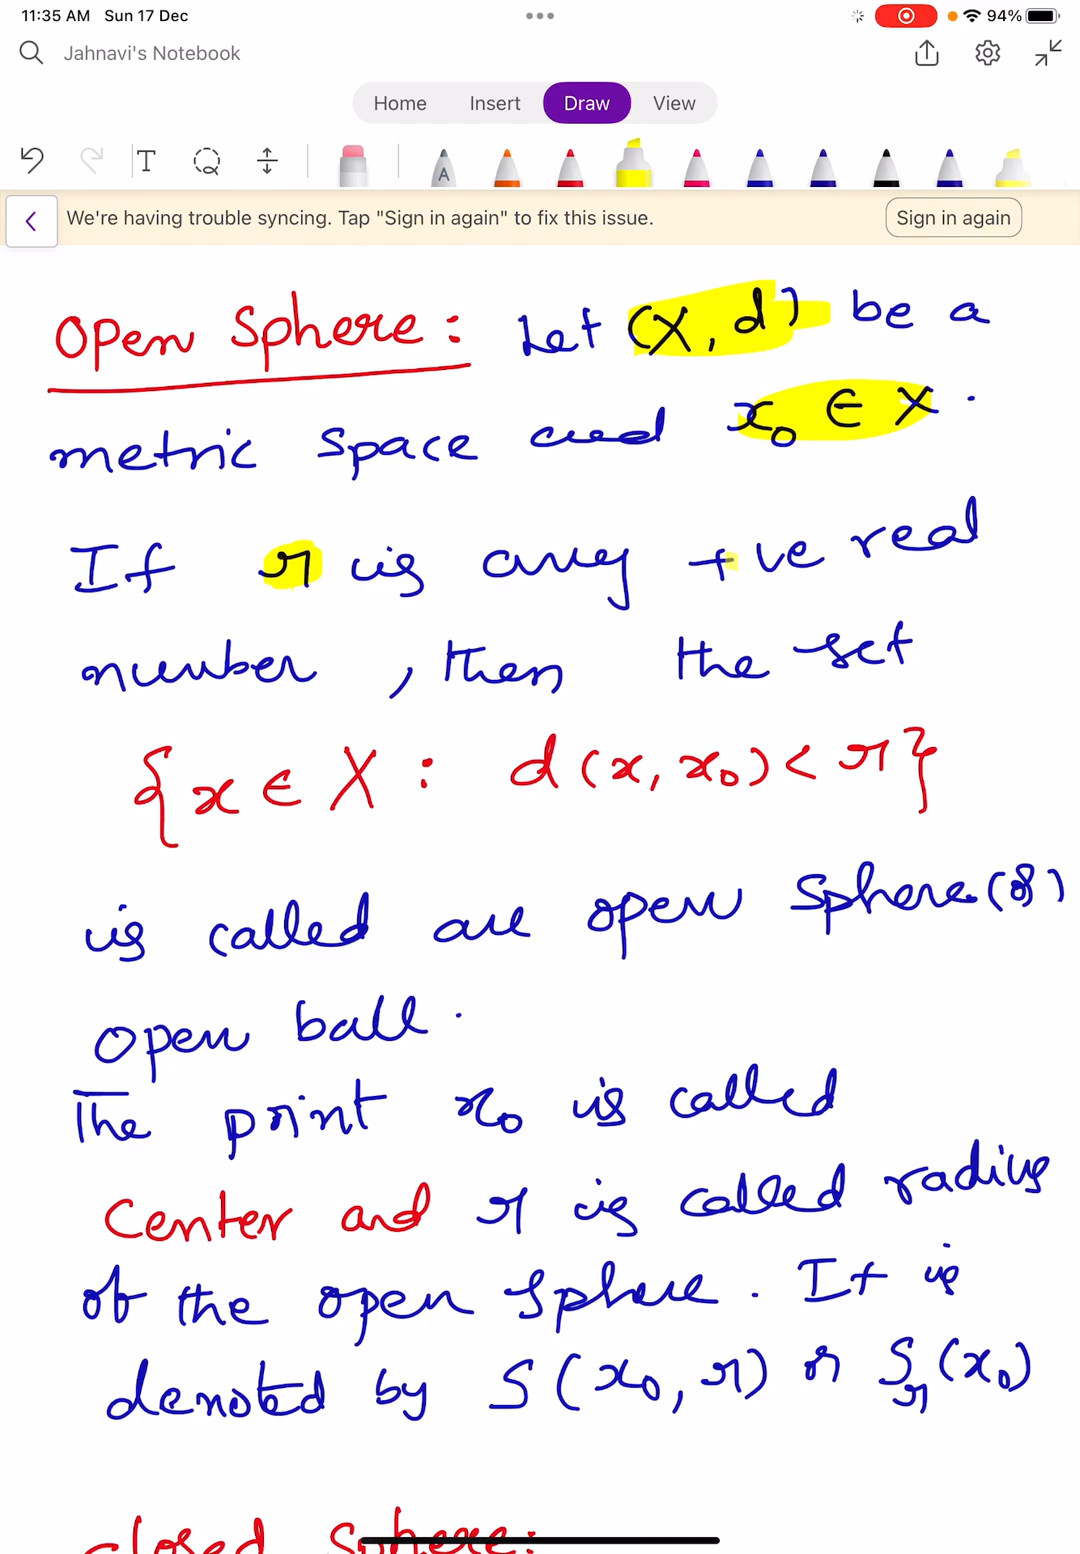 11:35 AM Sun 17 Dec
94%
Jahnavi's Notebook
Home Insert Draw View
T
A
We're having trouble syncing. Tap "Sign in again" to fix this issue.
Sign in again
Open Sphere: Let (X, d) be a
metric space and x₀ ∈ X.
If r is any +ve real
number, then the set
{x ∈ X : d(x, x₀) < r}
is called an open Sphere (or)
open ball.
The point x₀ is called
Center and r is called radius
of the open Sphere. It is
denoted by S(x₀, r) or Sᵣ(x₀)
closed Sphere: